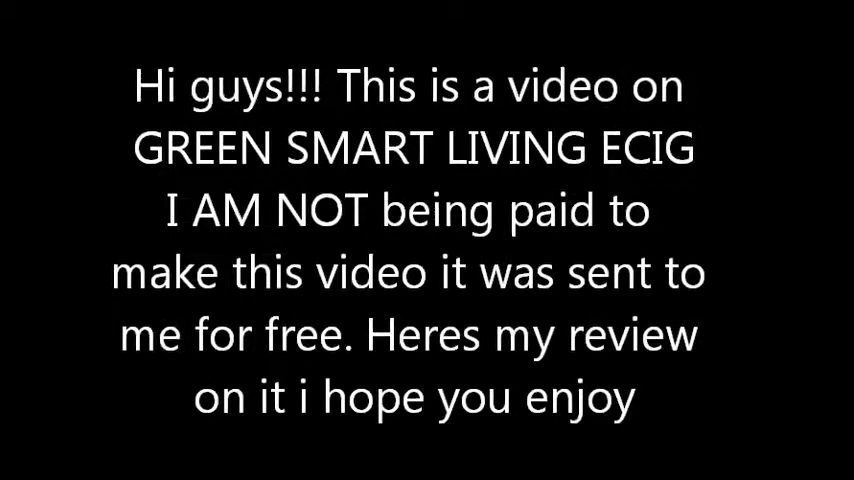 Hi guys!!! This is a video on
GREEN SMART LIVING ECIG
I AM NOT being paid to
make this video it was sent to
me for free. Heres my review
on it i hope you enjoy